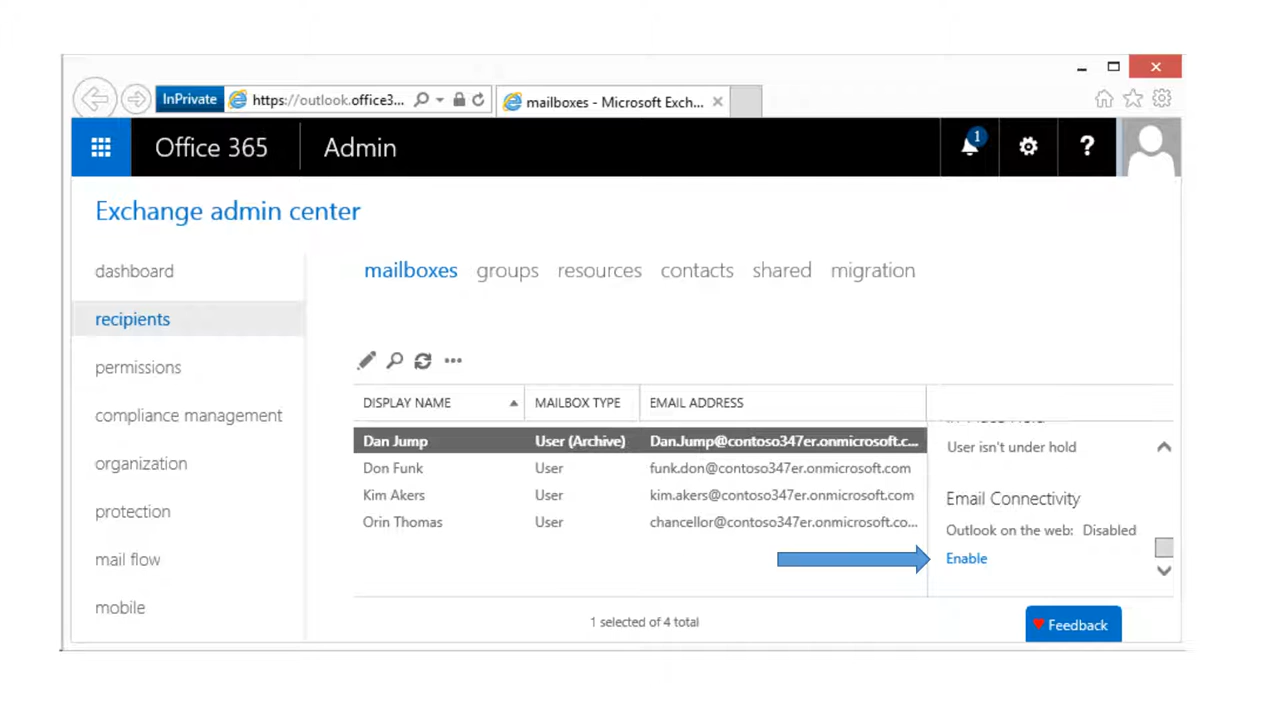 InPrivate https://outlook.office3... mailboxes - Microsoft Exch...
Office 365 Admin 1 ?
Exchange admin center
dashboard
recipients
permissions
compliance management
organization
protection
mail flow
mobile
mailboxes groups resources contacts shared migration
DISPLAY NAME MAILBOX TYPE EMAIL ADDRESS
Dan Jump User (Archive) Dan.Jump@contoso347er.onmicrosoft.c...
Don Funk User funk.don@contoso347er.onmicrosoft.com
Kim Akers User kim.akers@contoso347er.onmicrosoft.com
Orin Thomas User chancellor@contoso347er.onmicrosoft.co...
1 selected of 4 total
User isn't under hold
Email Connectivity
Outlook on the web: Disabled
Enable
Feedback